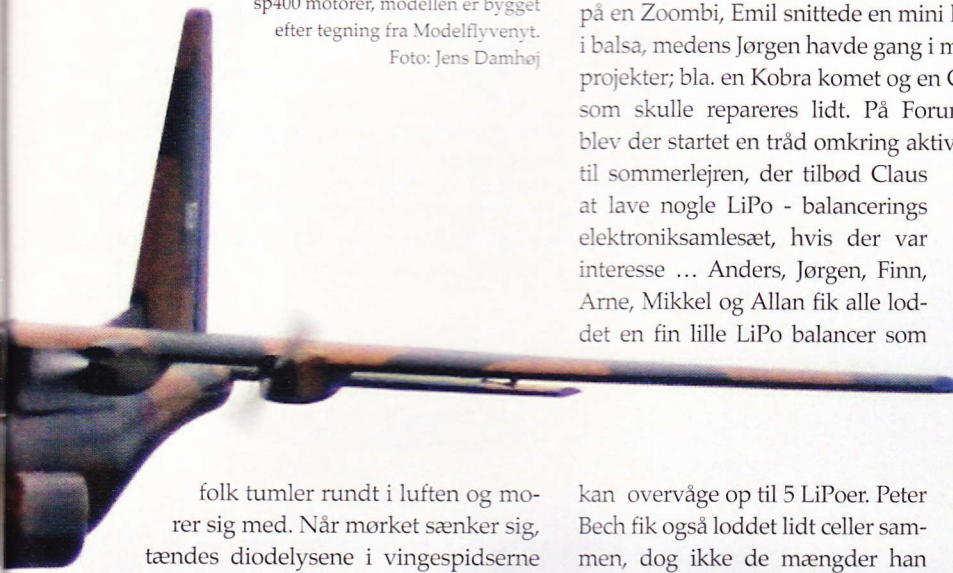 sp400 motorer, modellen er bygget
efter tegning fra Modelflyvenyt.
Foto: Jens Damhøj
folk tumler rundt i luften og mo-
rer sig med. Når mørket sænker sig,
tændes diodelysene i vingespidserne
på en Zoombi, Emil snittede en mini
i balsa, medens Jørgen havde gang i
projekter; bla. en Kobra komet og en
som skulle repareres lidt. På
blev der startet en tråd omkring
til sommerlejren, der tilbød Claus
at lave nogle LiPo - balancerings
elektroniksamlesæt, hvis der var
interesse … Anders, Jørgen, Finn,
Arne, Mikkel og Allan fik alle lod-
det en fin lille LiPo balancer som
kan overvåge op til 5 LiPoer. Peter
Bech fik også loddet lidt celler sam-
men, dog ikke de mængder han